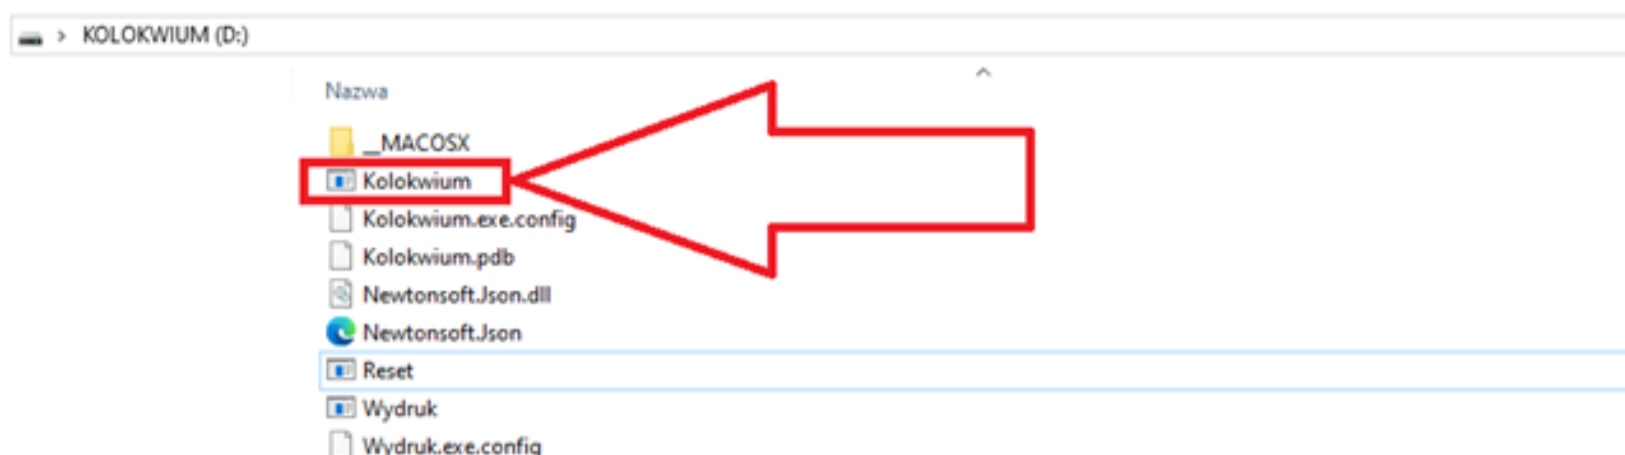 > KOLOKWIUM (D:)
Nazwa
__MACOSX
Kolokwium
Kolokwium.exe.config
Kolokwium.pdb
Newtonsoft.Json.dll
Newtonsoft.Json
Reset
Wydruk
Wydruk.exe.config